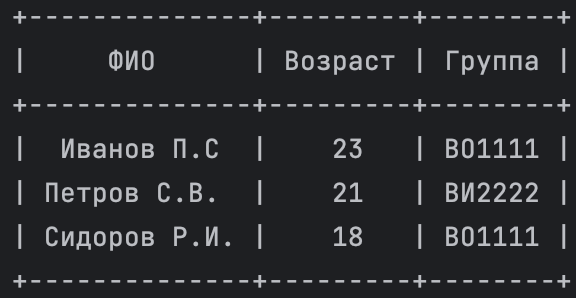 +--------------+---------+--------+
|     ФИО      | Возраст | Группа |
+--------------+---------+--------+
|  Иванов П.С  |    23   | ВО1111 |
| Петров С.В.  |    21   | ВИ2222 |
| Сидоров Р.И. |    18   | ВО1111 |
+--------------+---------+--------+